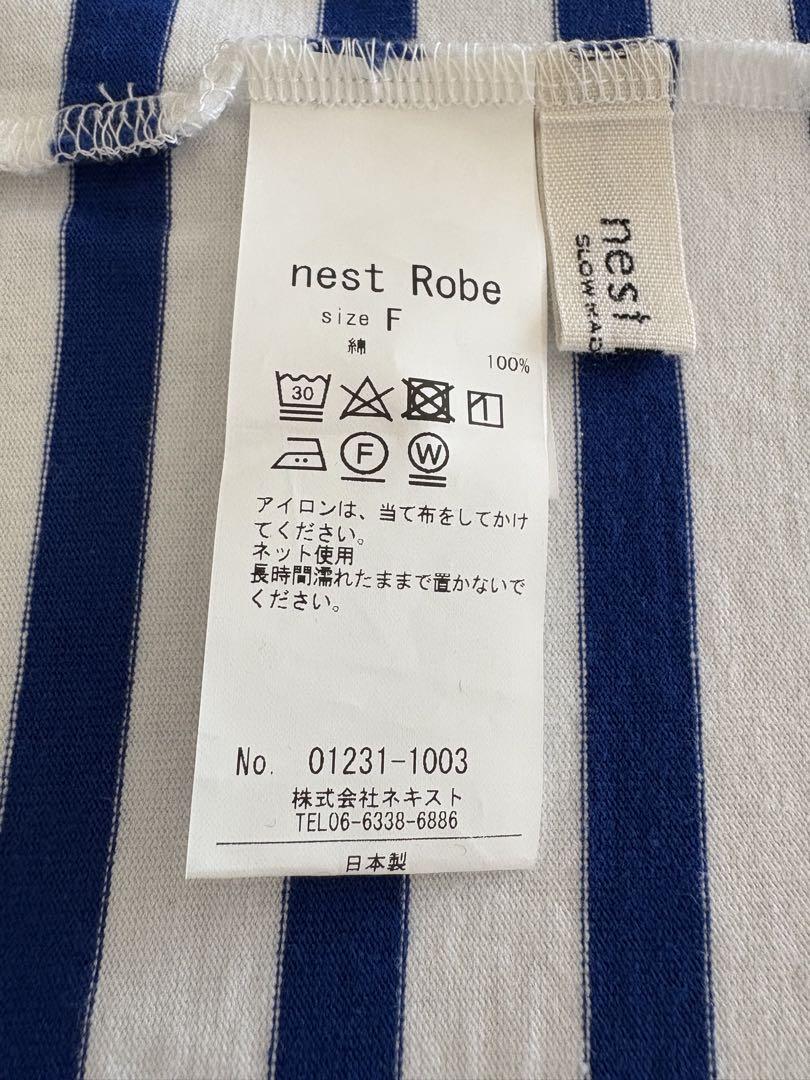 nest Robe
size F
綿
100%
30
F W
アイロンは、当て布をしてかけ
てください。
ネット使用
長時間濡れたままで置かないで
ください。
No. 01231-1003
株式会社ネキスト
TEL06-6338-6886
日本製
nest
SLOW MAD